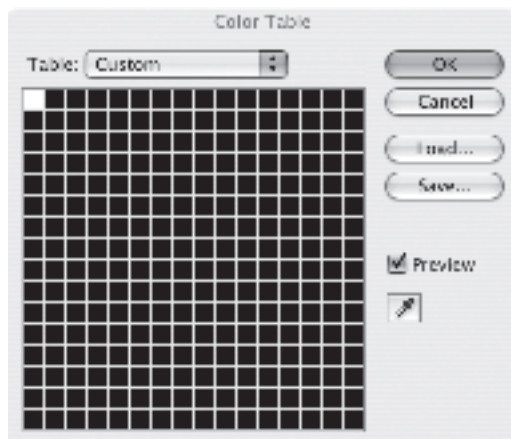 Color Table
Table: Custom
OK
Cancel
Load...
Save...
Preview